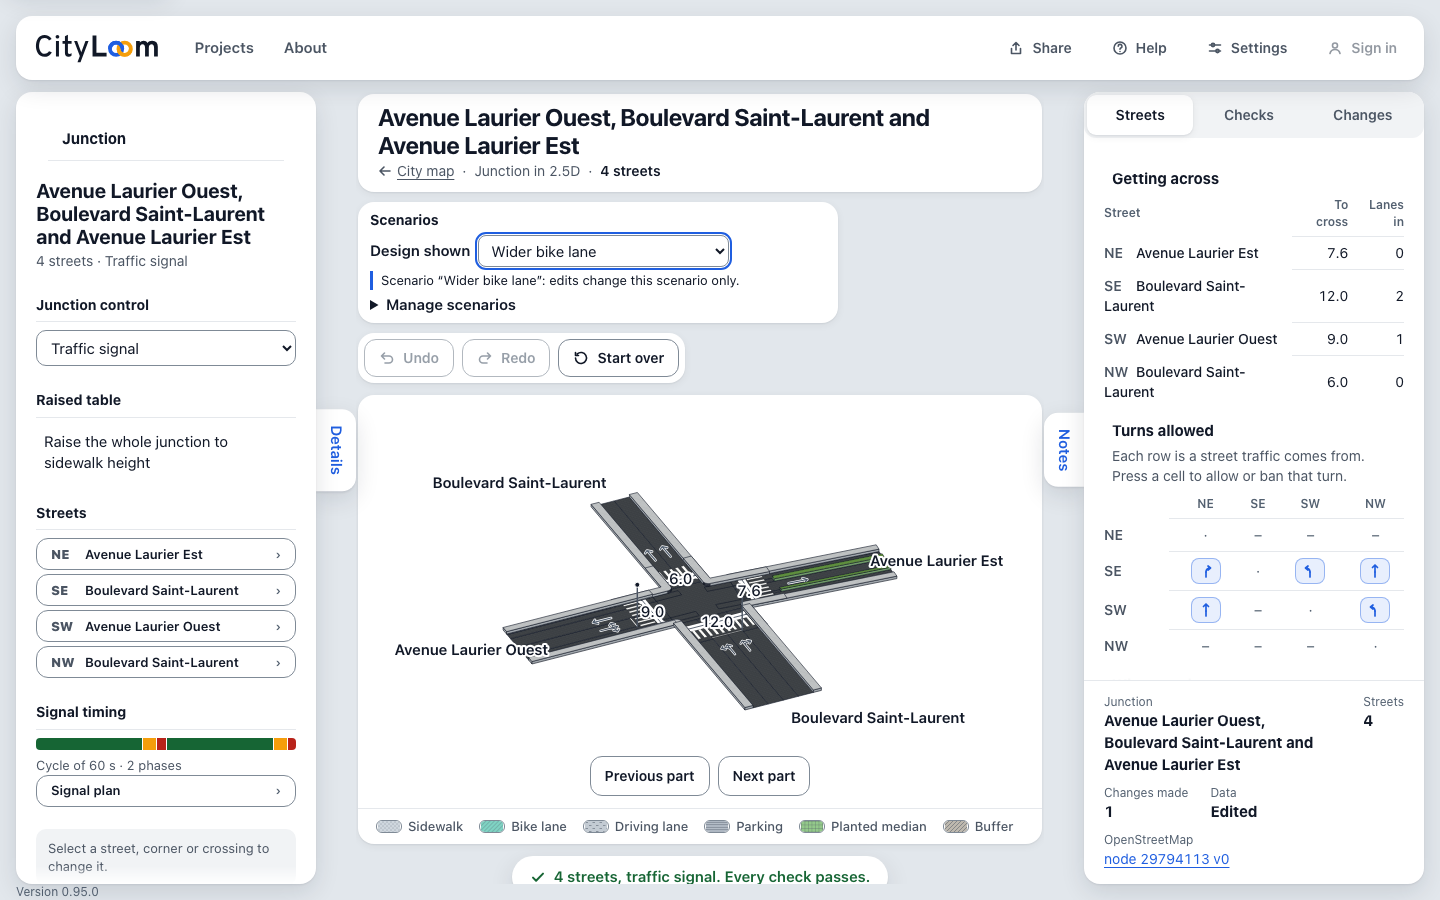 CityLoom
Projects
About
Share
Help
Settings
Sign in
Junction
Avenue Laurier Ouest,
Boulevard Saint-Laurent
and Avenue Laurier Est
4 streets · Traffic signal
Junction control
Traffic signal
Raised table
Raise the whole junction to
sidewalk height
Streets
NE Avenue Laurier Est ›
SE Boulevard Saint-Laurent ›
SW Avenue Laurier Ouest ›
NW Boulevard Saint-Laurent ›
Signal timing
Cycle of 60 s · 2 phases
Signal plan ›
Select a street, corner or crossing to
change it.
Version 0.95.0
Details
Avenue Laurier Ouest, Boulevard Saint-Laurent and
Avenue Laurier Est
← City map · Junction in 2.5D · 4 streets
Scenarios
Design shown Wider bike lane
Scenario “Wider bike lane”: edits change this scenario only.
Manage scenarios
Undo
Redo
Start over
Boulevard Saint-Laurent
Avenue Laurier Est
6.0
7.6
9.0
12.0
Avenue Laurier Ouest
Boulevard Saint-Laurent
Previous part
Next part
Sidewalk
Bike lane
Driving lane
Parking
Planted median
Buffer
4 streets, traffic signal. Every check passes.
Notes
Streets
Checks
Changes
Getting across
Street To cross Lanes in
NE Avenue Laurier Est 7.6 0
SE Boulevard Saint-Laurent 12.0 2
SW Avenue Laurier Ouest 9.0 1
NW Boulevard Saint-Laurent 6.0 0
Turns allowed
Each row is a street traffic comes from.
Press a cell to allow or ban that turn.
NE SE SW NW
NE · – – –
SE ↱ · ↰ ↑
SW ↑ – · ↰
NW – – – ·
Junction
Avenue Laurier Ouest,
Boulevard Saint-Laurent and
Avenue Laurier Est
Streets
4
Changes made
1
Data
Edited
OpenStreetMap
node 29794113 v0